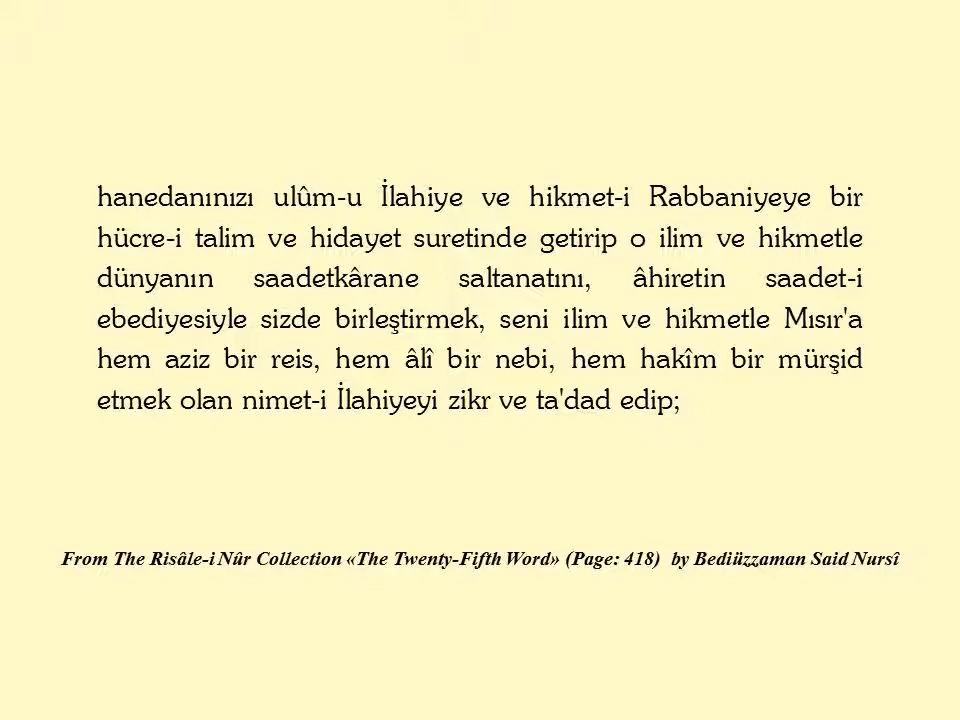 hanedanınızı ulûm-u İlahiye ve hikmet-i Rabbaniyeye bir
hücre-i talim ve hidayet suretinde getirip o ilim ve hikmetle
dünyanın saadetkârane saltanatını, âhiretin saadet-i
ebediyesiyle sizde birleştirmek, seni ilim ve hikmetle Mısır'a
hem aziz bir reis, hem âlî bir nebi, hem hakîm bir mürşid
etmek olan nimet-i İlahiyeyi zikr ve ta'dad edip;
From The Risâle-i Nûr Collection «The Twenty-Fifth Word» (Page: 418) by Bediüzzaman Said Nursî